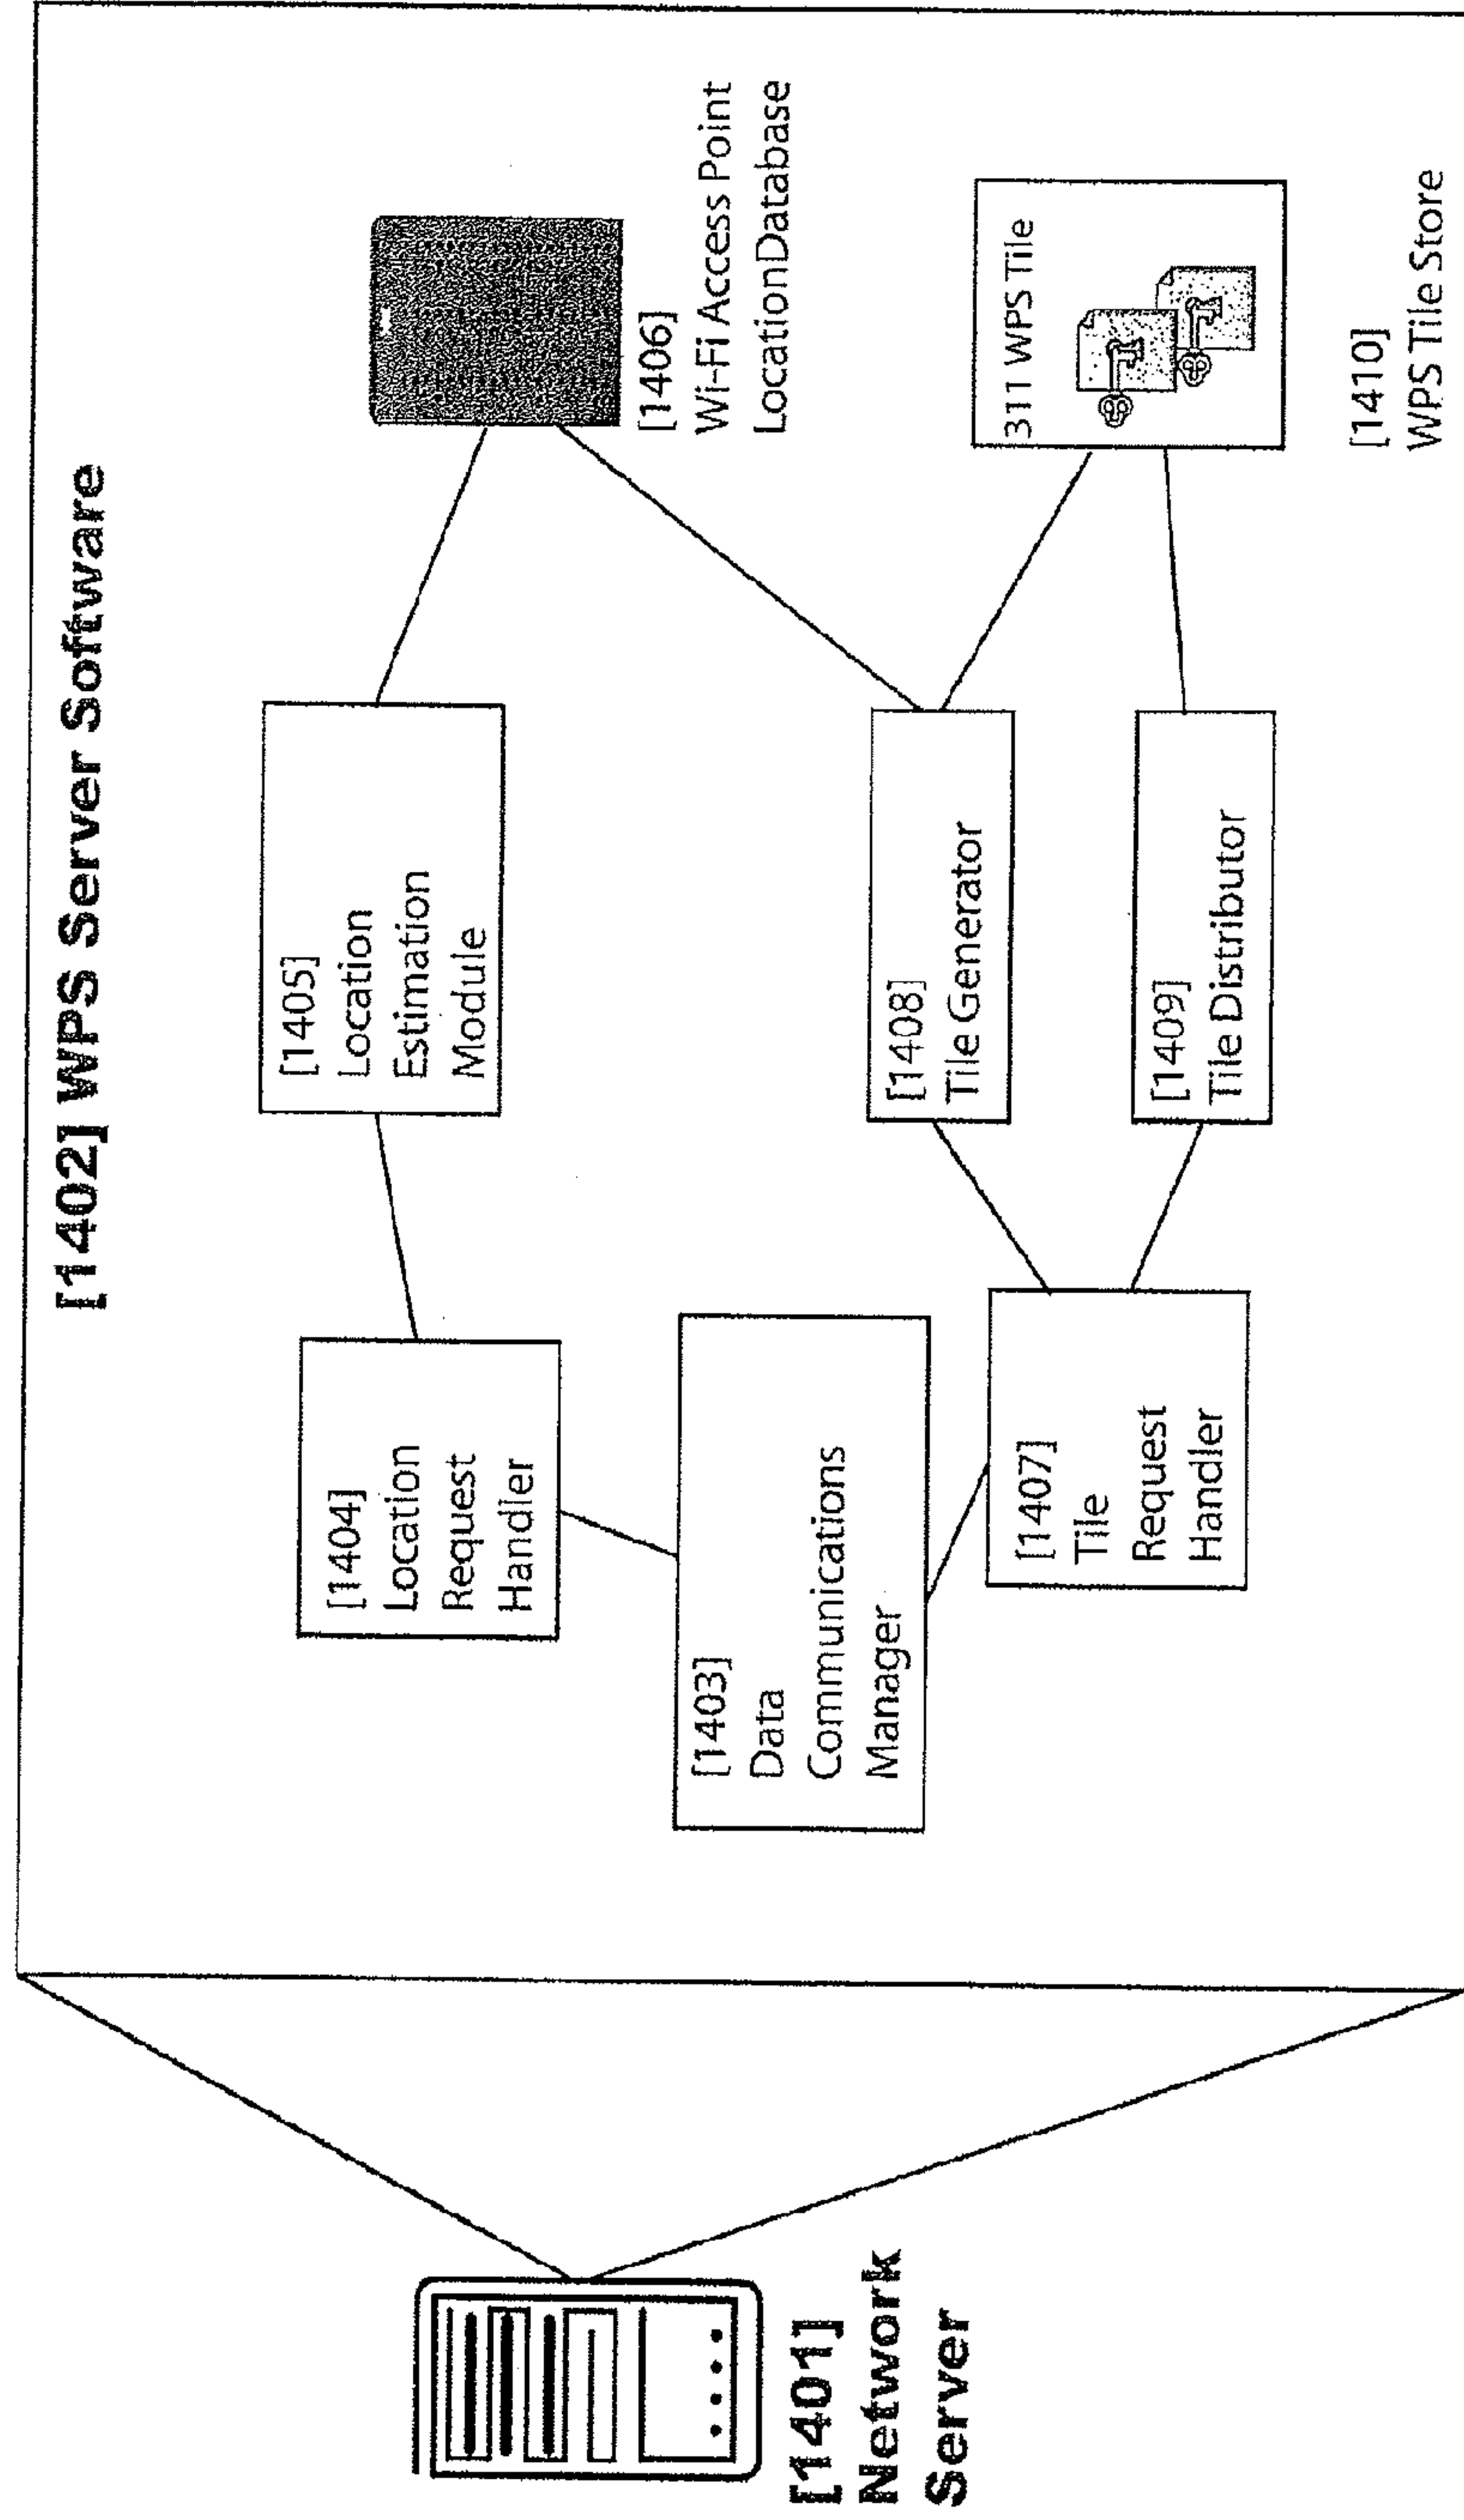 [1402] WPS Server Software
[1401]
Network
Server
[1404]
Location
Request
Handler
[1403]
Data
Communications
Manager
[1407]
Tile
Request
Handler
[1405]
Location
Estimation
Module
[1408]
Tile Generator
[1409]
Tile Distributor
[1406]
Wi-Fi Access Point
LocationDatabase
311 WPS Tile
[1410]
WPS Tile Store